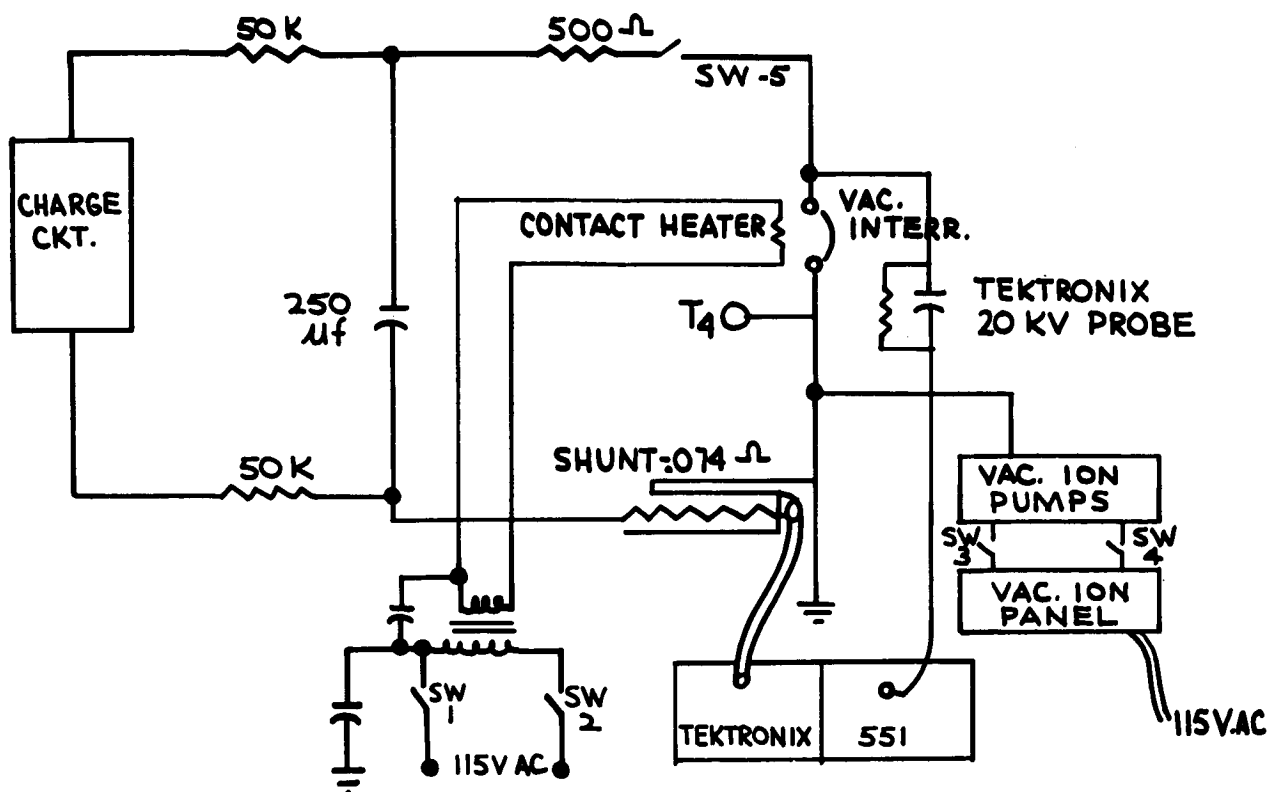 50K
500 Ω
SW-5
CHARGE
CKT.
CONTACT HEATER
VAC.
INTERR.
250
µf
T4
TEKTRONIX
20 KV PROBE
50K
SHUNT-.074 Ω
VAC. ION
PUMPS
SW
3
SW
4
VAC. ION
PANEL
SW
1
SW
2
115V AC
TEKTRONIX
551
115V.AC